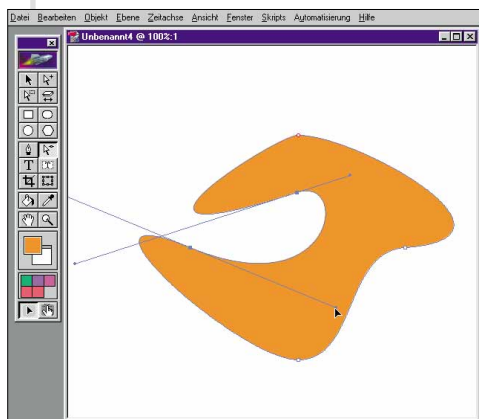 Datei Bearbeiten Objekt Ebene Zeitachse Ansicht Fenster Skripts Automatisierung Hilfe
Unbenannt4 @ 100%:1
T